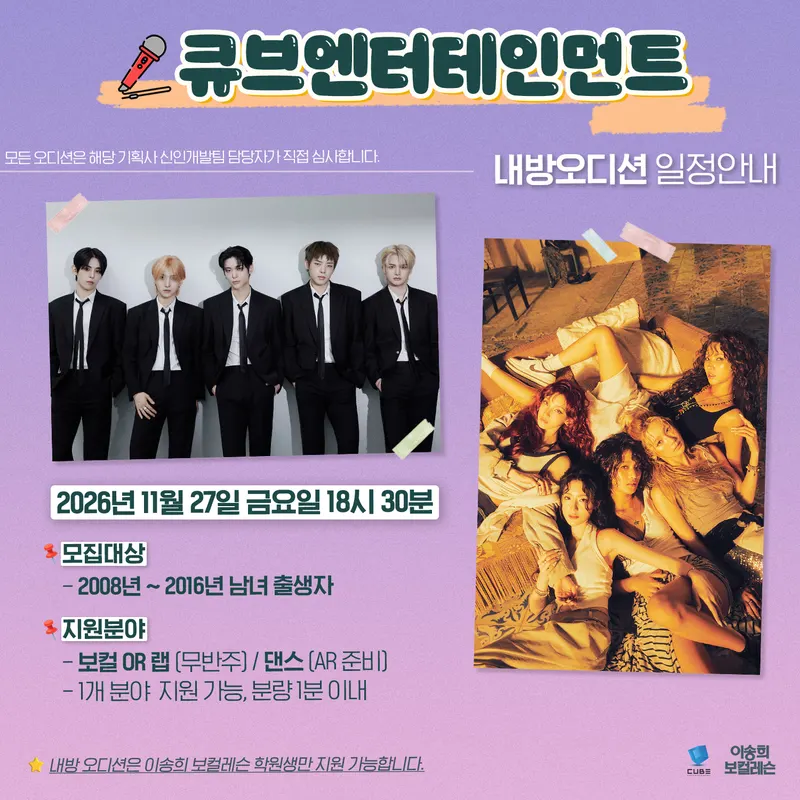 큐브엔터테인먼트
모든 오디션은 해당 기획사 신인개발팀 담당자가 직접 심사합니다.
내방오디션 일정안내
2026년 11월 27일 금요일 18시 30분
모집대상
- 2008년 ~ 2016년 남녀 출생자
지원분야
- 보컬 OR 랩 (무반주) / 댄스 (AR 준비)
- 1개 분야 지원 가능, 분량 1분 이내
내방 오디션은 이송희 보컬레슨 학원생만 지원 가능합니다.
CUBE
이송희
보컬레슨